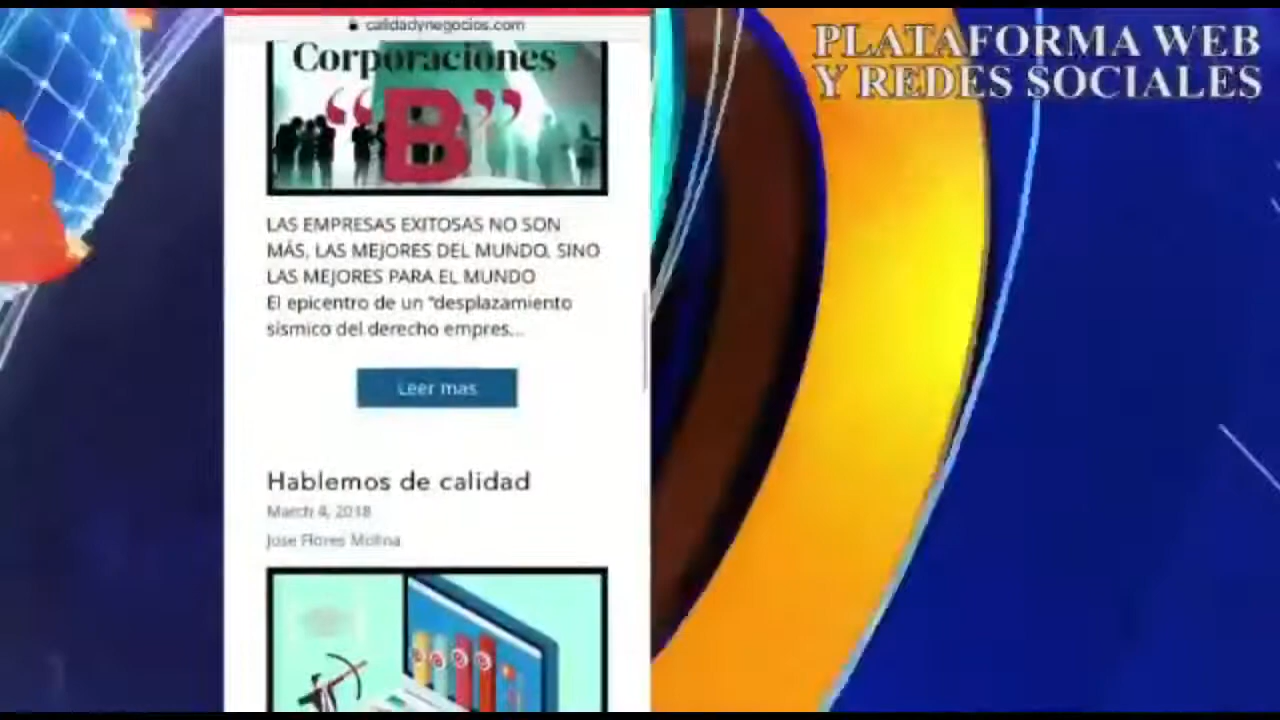 calidadynegocios.com
PLATAFORMA WEB
Y REDES SOCIALES
Corporaciones
“B”
LAS EMPRESAS EXITOSAS NO SON
MÁS, LAS MEJORES DEL MUNDO, SINO
LAS MEJORES PARA EL MUNDO
El epicentro de un “desplazamiento
sísmico del derecho empres...
Leer mas
Hablemos de calidad
March 4, 2018
Jose Flores Molina